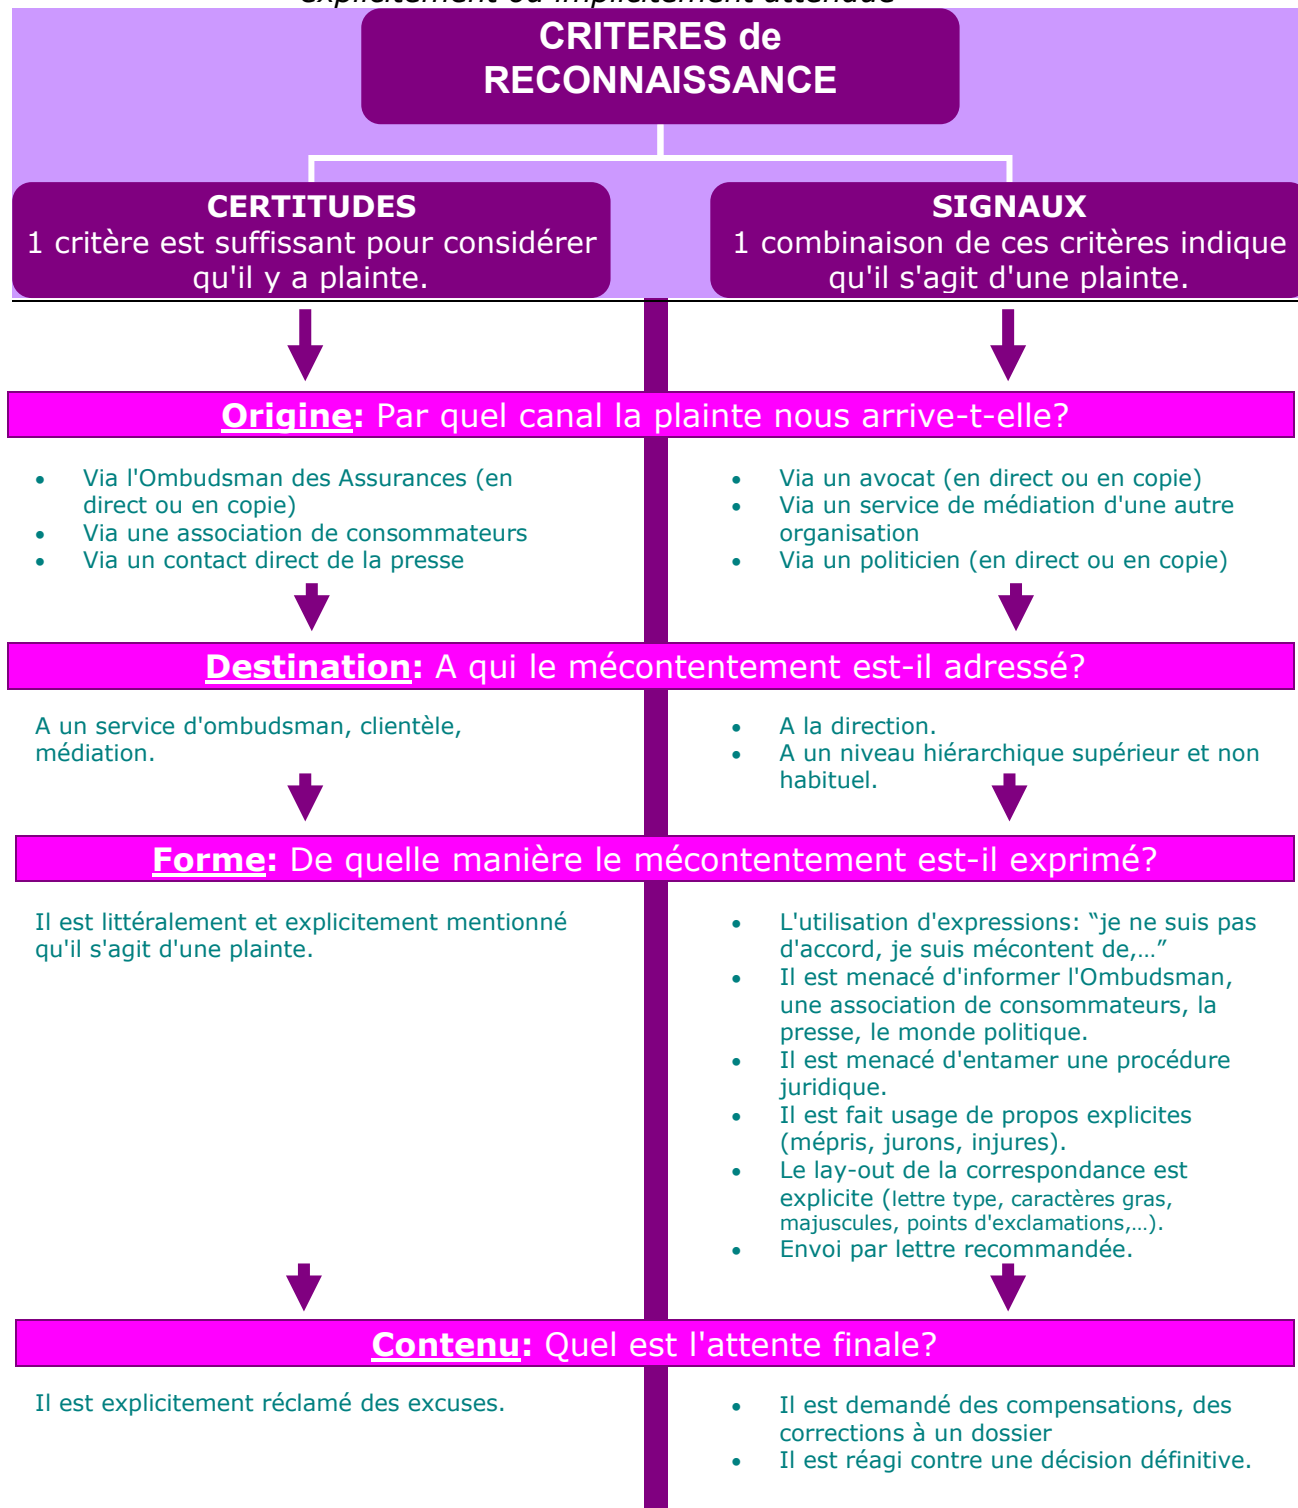 explicitement ou implicitement attendue
CRITERES de
RECONNAISSANCE
CERTITUDES
1 critère est suffissant pour considérer
qu'il y a plainte.
SIGNAUX
1 combinaison de ces critères indique
qu'il s'agit d'une plainte.
Origine: Par quel canal la plainte nous arrive-t-elle?
• Via l'Ombudsman des Assurances (en
direct ou en copie)
• Via une association de consommateurs
• Via un contact direct de la presse
• Via un avocat (en direct ou en copie)
• Via un service de médiation d'une autre
organisation
• Via un politicien (en direct ou en copie)
Destination: A qui le mécontentement est-il adressé?
A un service d'ombudsman, clientèle,
médiation.
• A la direction.
• A un niveau hiérarchique supérieur et non
habituel.
Forme: De quelle manière le mécontentement est-il exprimé?
Il est littéralement et explicitement mentionné
qu'il s'agit d'une plainte.
• L'utilisation d'expressions: “je ne suis pas
d'accord, je suis mécontent de,…”
• Il est menacé d'informer l'Ombudsman,
une association de consommateurs, la
presse, le monde politique.
• Il est menacé d'entamer une procédure
juridique.
• Il est fait usage de propos explicites
(mépris, jurons, injures).
• Le lay-out de la correspondance est
explicite (lettre type, caractères gras,
majuscules, points d'exclamations,…).
• Envoi par lettre recommandée.
Contenu: Quel est l'attente finale?
Il est explicitement réclamé des excuses.
• Il est demandé des compensations, des
corrections à un dossier
• Il est réagi contre une décision définitive.